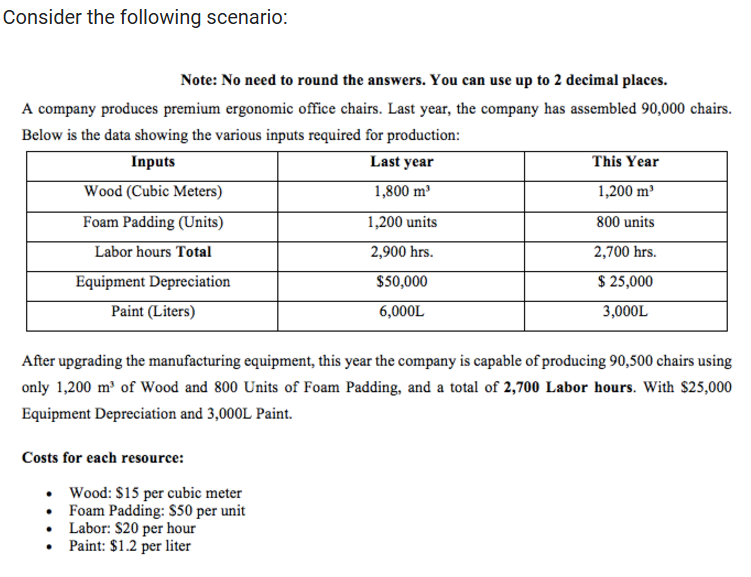 Consider the following scenario:
Note: No need to round the answers. You can use up to 2 decimal places.
A company produces premium ergonomic office chairs. Last year, the company has assembled 90,000 chairs.
Below is the data showing the various inputs required for production:
Inputs Last year This Year
Wood (Cubic Meters) 1,800 m³ 1,200 m³
Foam Padding (Units) 1,200 units 800 units
Labor hours Total 2,900 hrs. 2,700 hrs.
Equipment Depreciation $50,000 $ 25,000
Paint (Liters) 6,000L 3,000L
After upgrading the manufacturing equipment, this year the company is capable of producing 90,500 chairs using
only 1,200 m³ of Wood and 800 Units of Foam Padding, and a total of 2,700 Labor hours. With $25,000
Equipment Depreciation and 3,000L Paint.
Costs for each resource:
• Wood: $15 per cubic meter
• Foam Padding: $50 per unit
• Labor: $20 per hour
• Paint: $1.2 per liter